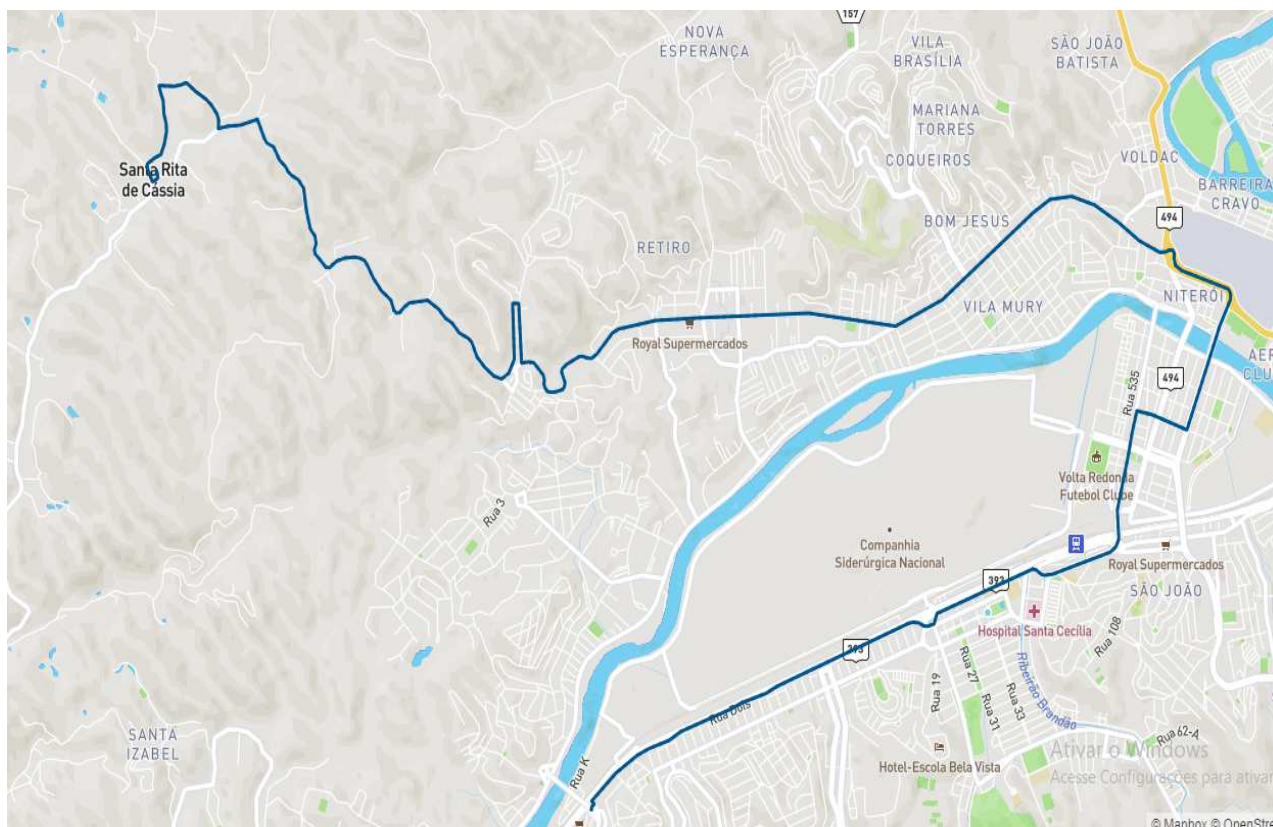 157
NOVA
ESPERANÇA
VILA
BRASÍLIA
SÃO JOÃO
BATISTA
MARIANA
TORRES
COQUEIROS
VOLDAC
Santa Rita
de Cássia
BARREIRA
CRAVO
494
BOM JESUS
RETIRO
NITERÓI
VILA MURY
Royal Supermercados
AER
CLU
494
Rua 535
Volta Redonda
Futebol Clube
Rua 3
Companhia
Siderúrgica Nacional
Royal Supermercados
393
SÃO JOÃO
Hospital Santa Cecília
Rua 108
393
Rua 19
Rua 27
Rua 31
Rua 33
Ribeirão Brandão
Rua Dois
SANTA
IZABEL
Rua K
Rua 62-A
Hotel-Escola Bela Vista
Ativar o Windows
Acesse Configurações para ativar
© Mapbox © OpenStre